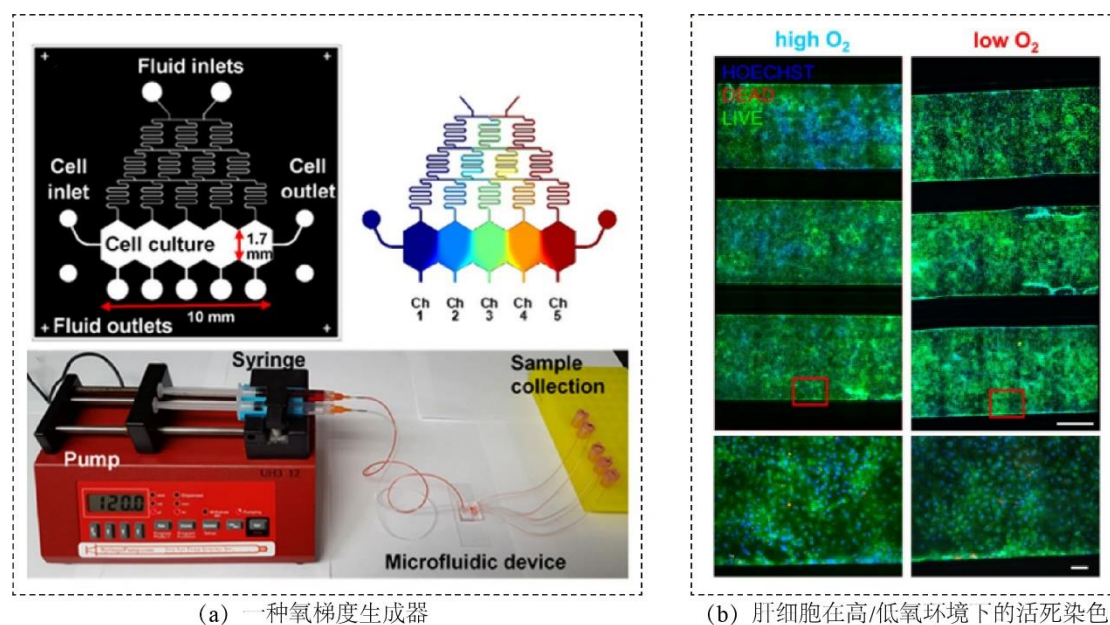 Fluid inlets
Cell inlet
Cell outlet
Cell culture
1.7 mm
10 mm
Fluid outlets
Ch 1
Ch 2
Ch 3
Ch 4
Ch 5
Syringe
Sample collection
Pump
120.0
Microfluidic device
(a) 一种氧梯度生成器
high O₂
low O₂
HOECHST
DEAD
LIVE
(b) 肝细胞在高/低氧环境下的活死染色